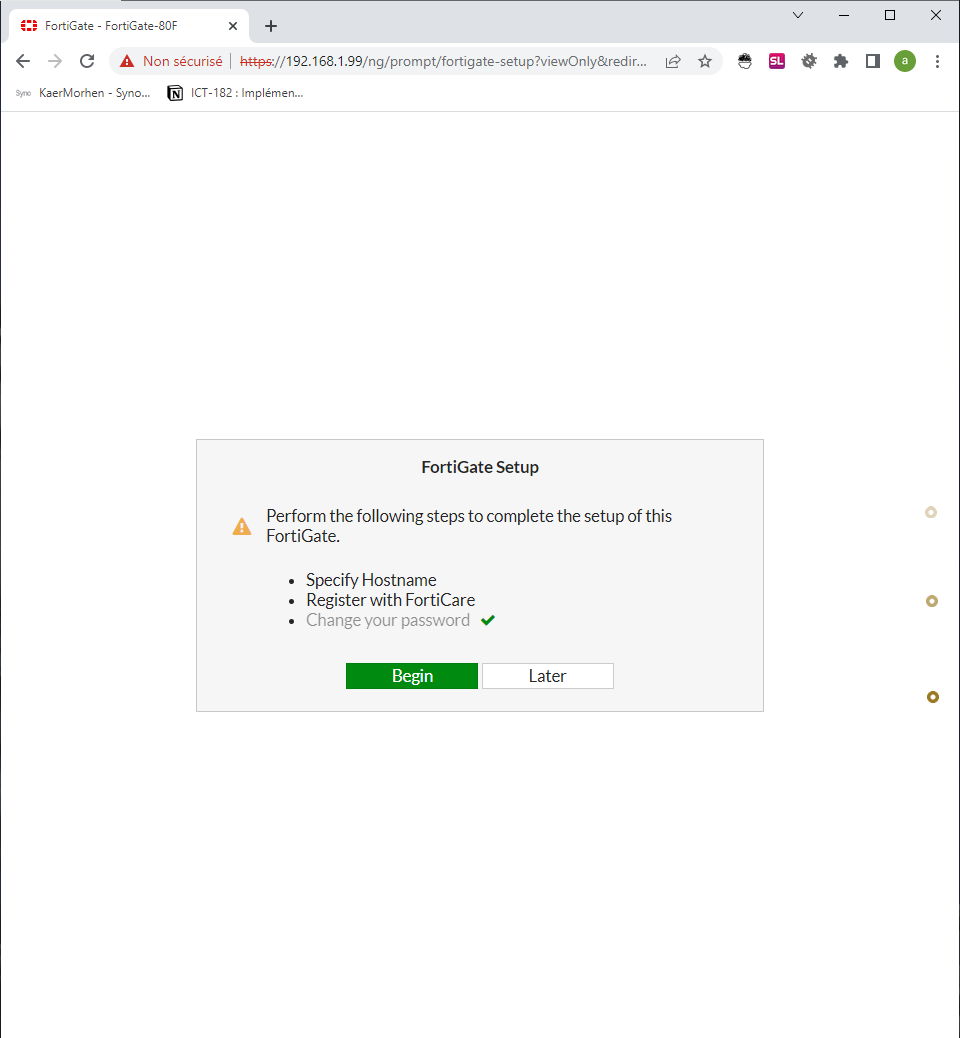 FortiGate - FortiGate-80F
Non sécurisé | https://192.168.1.99/ng/prompt/fortigate-setup?viewOnly&redir...
SL
a
Sync KaerMorhen - Syno...
N ICT-182 : Implémen...
FortiGate Setup
Perform the following steps to complete the setup of this
FortiGate.
• Specify Hostname
• Register with FortiCare
• Change your password
Begin
Later